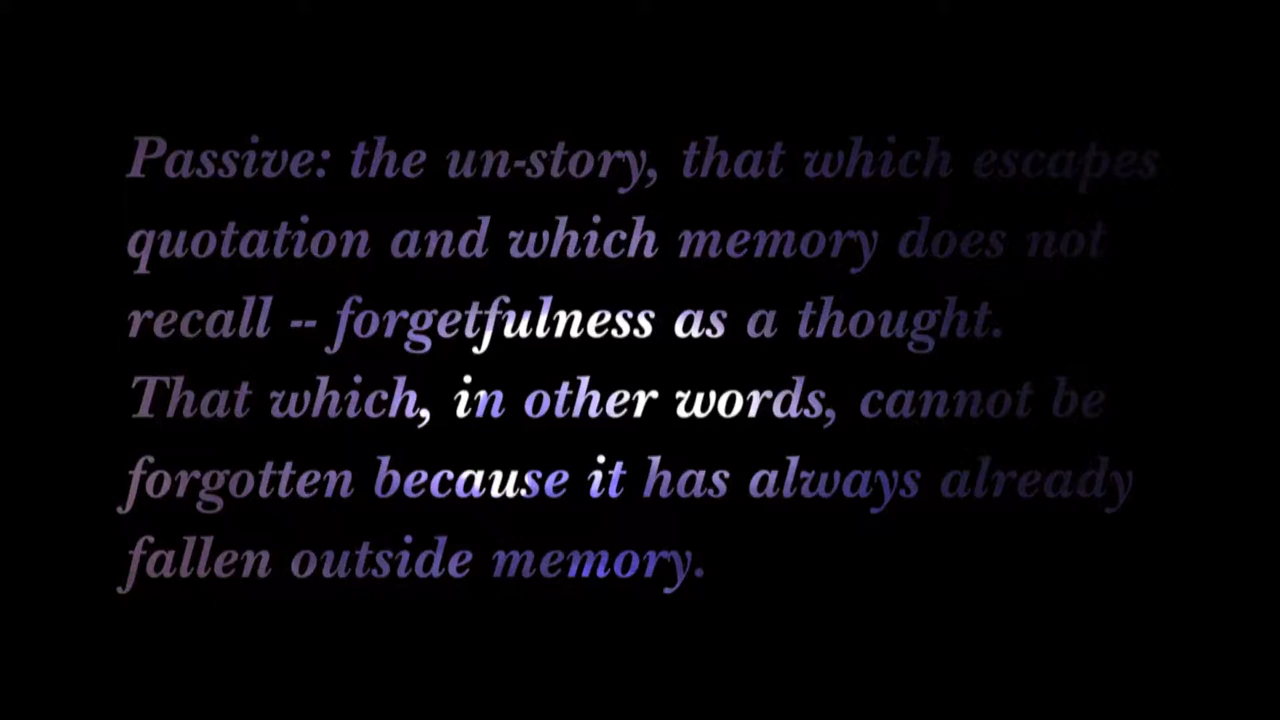 Passive: the un-story, that which escapes
quotation and which memory does not
recall -- forgetfulness as a thought.
That which, in other words, cannot be
forgotten because it has always already
fallen outside memory.